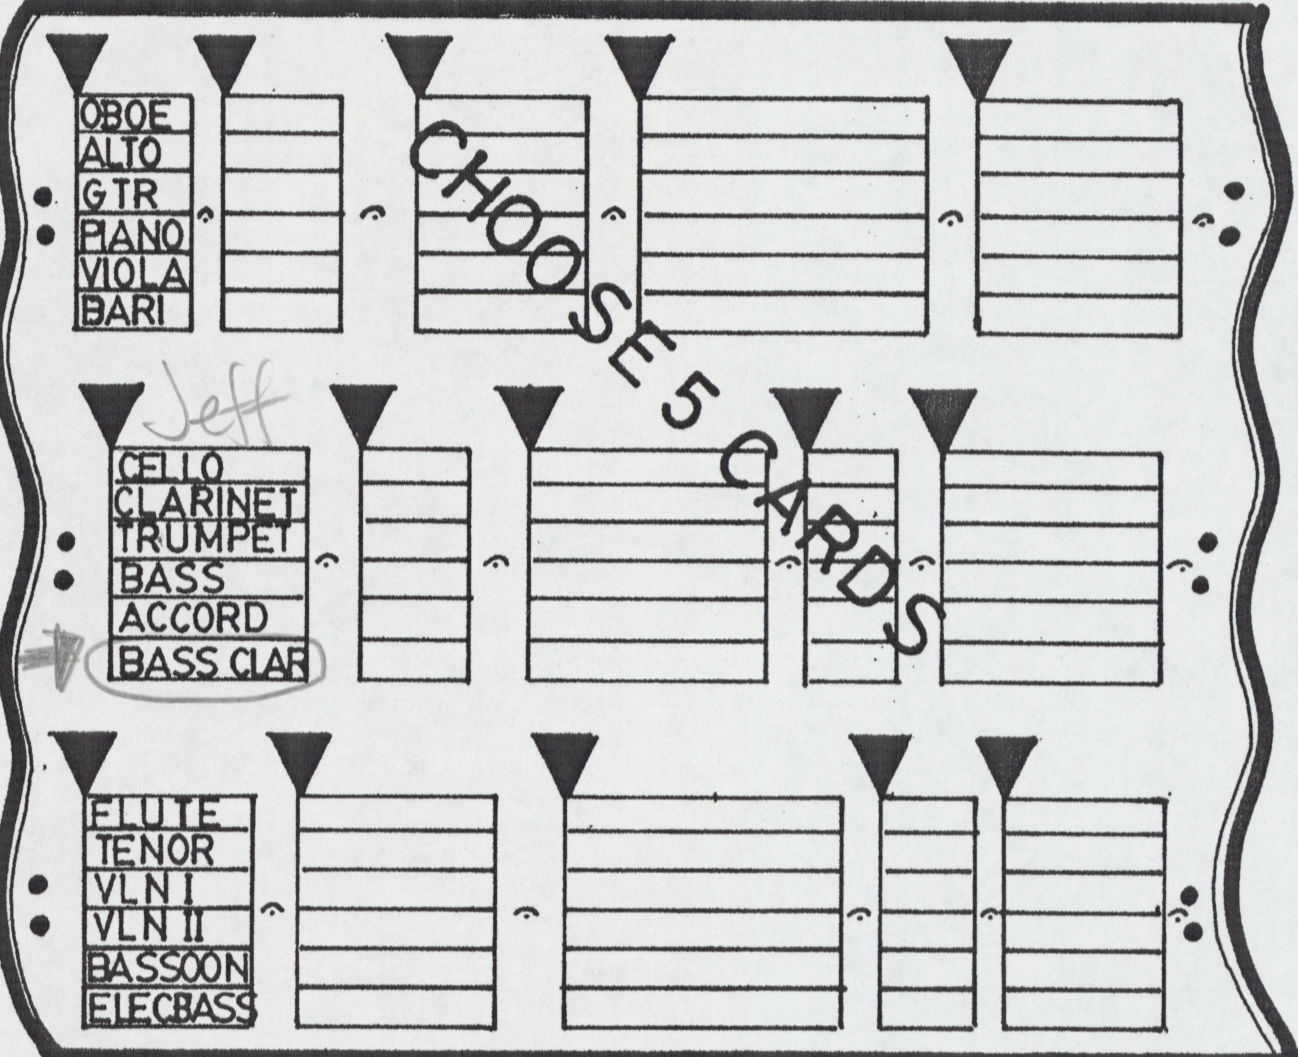 OBOE
ALTO
GTR
PIANO
VIOLA
BARI
CHOOSE 5 CARDS
Jeff
CELLO
CLARINET
TRUMPET
BASS
ACCORD
BASS CLAR
FLUTE
TENOR
VLN I
VLN II
BASSOON
ELECBASS